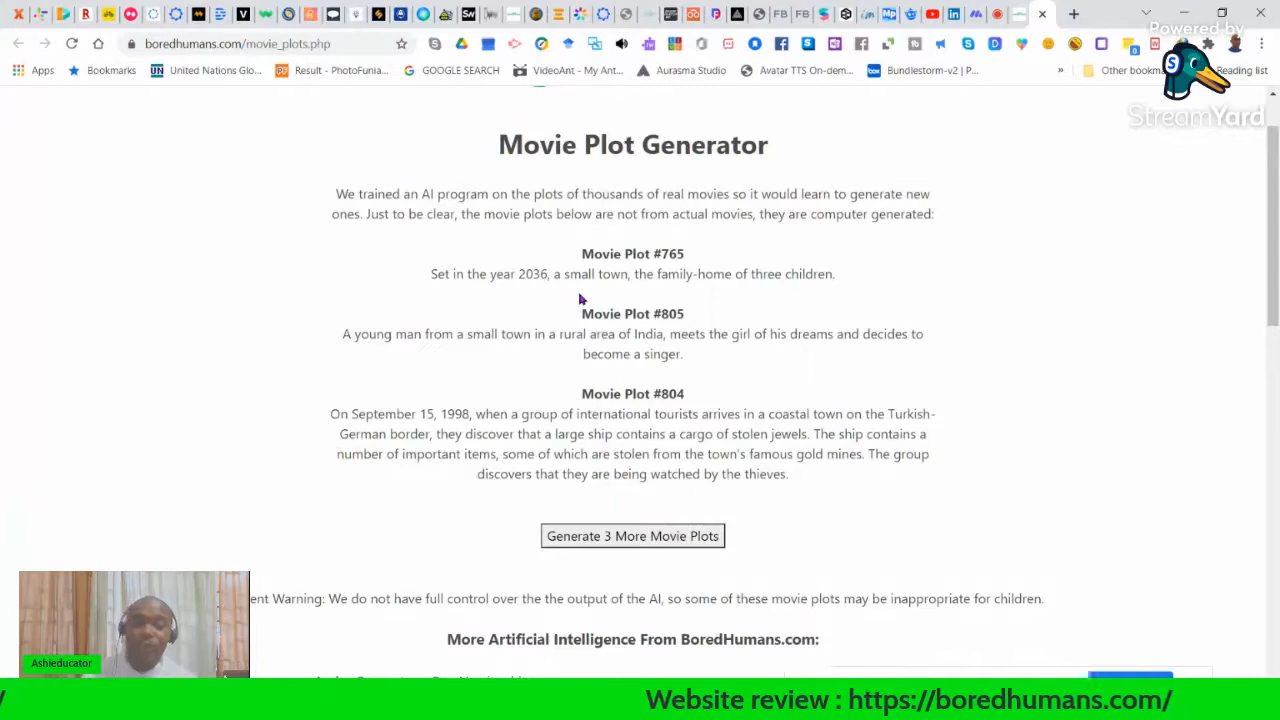 Powered by
boredhumans.com/movie_plots.php
Apps
Bookmarks
United Nations Glo...
Result - PhotoFunia...
GOOGLE SEARCH
VideoAnt - My Ant...
Aurasma Studio
Avatar TTS On-dem...
Bundlestorm-v2 | P...
»
Other bookma
Reading list
StreamYard
Movie Plot Generator
We trained an AI program on the plots of thousands of real movies so it would learn to generate new
ones. Just to be clear, the movie plots below are not from actual movies, they are computer generated:
Movie Plot #765
Set in the year 2036, a small town, the family-home of three children.
Movie Plot #805
A young man from a small town in a rural area of India, meets the girl of his dreams and decides to
become a singer.
Movie Plot #804
On September 15, 1998, when a group of international tourists arrives in a coastal town on the Turkish-
German border, they discover that a large ship contains a cargo of stolen jewels. The ship contains a
number of important items, some of which are stolen from the town's famous gold mines. The group
discovers that they are being watched by the thieves.
Generate 3 More Movie Plots
ent Warning: We do not have full control over the the output of the AI, so some of these movie plots may be inappropriate for children.
More Artificial Intelligence From BoredHumans.com:
Ashieducator
/
Website review : https://boredhumans.com/